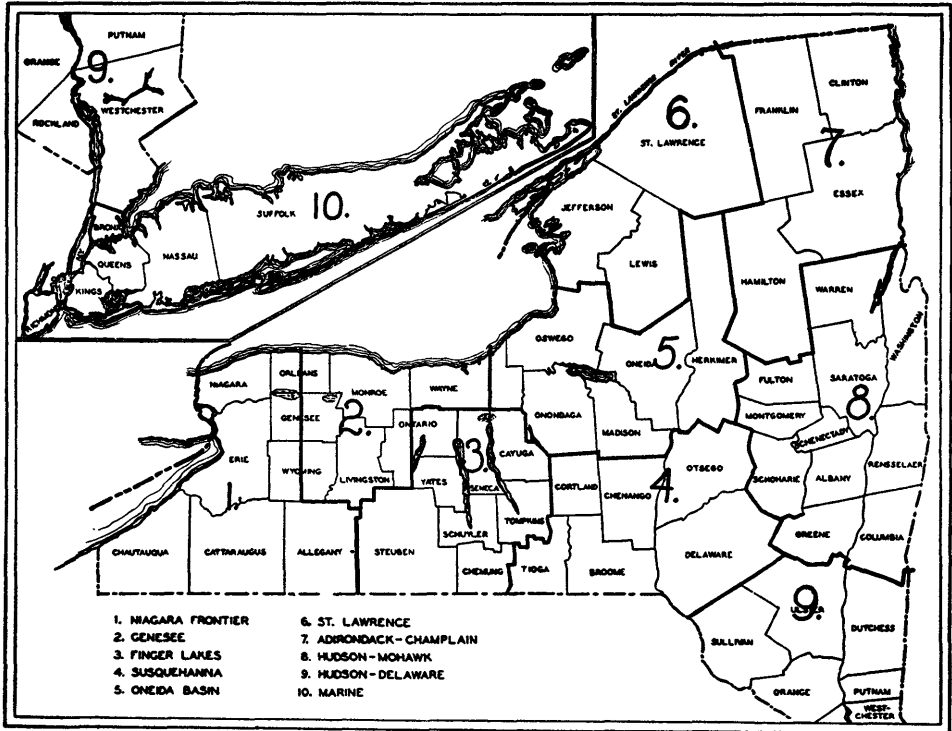 PUTNAM
ORANGE
9.
WESTCHESTER
ROCKLAND
SUFFOLK
10.
BRONX
QUEENS
NASSAU
KINGS
RICHMOND
ST. LAWRENCE RIVER
6.
ST. LAWRENCE
FRANKLIN
CLINTON
7.
ESSEX
JEFFERSON
LEWIS
HAMILTON
WARREN
WASHINGTON
OSWEGO
ONEIDA
5.
HERKIMER
NIAGARA
ORLEANS
MONROE
WAYNE
FULTON
SARATOGA
8.
GENESEE
2.
ONTARIO
ONONDAGA
MADISON
MONTGOMERY
SCHENECTADY
ERIE
WYOMING
LIVINGSTON
YATES
SENECA
3.
CAYUGA
CORTLAND
CHENANGO
4.
OTSEGO
SCHOHARIE
ALBANY
RENSSELAER
1.
SCHUYLER
TOMPKINS
CHAUTAUQUA
CATTARAUGUS
ALLEGANY
STEUBEN
CHEMUNG
TIOGA
BROOME
DELAWARE
GREENE
COLUMBIA
9.
ULSTER
SULLIVAN
DUTCHESS
ORANGE
PUTNAM
WEST-
CHESTER
1. NIAGARA FRONTIER
2. GENESEE
3. FINGER LAKES
4. SUSQUEHANNA
5. ONEIDA BASIN
6. ST. LAWRENCE
7. ADIRONDACK-CHAMPLAIN
8. HUDSON-MOHAWK
9. HUDSON-DELAWARE
10. MARINE